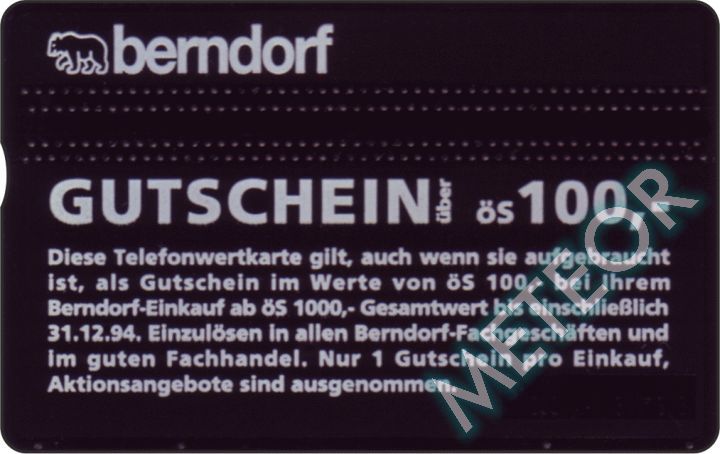 berndorf
GUTSCHEIN über öS 100,-
Diese Telefonwertkarte gilt, auch wenn sie aufgebraucht
ist, als Gutschein im Werte von öS 100,- bei Ihrem
Berndorf-Einkauf ab öS 1000,- Gesamtwert bis einschließlich
31.12.94. Einzulösen in allen Berndorf-Fachgeschäften und
im guten Fachhandel. Nur 1 Gutschein pro Einkauf,
Aktionsangebote sind ausgenommen.
METEOR